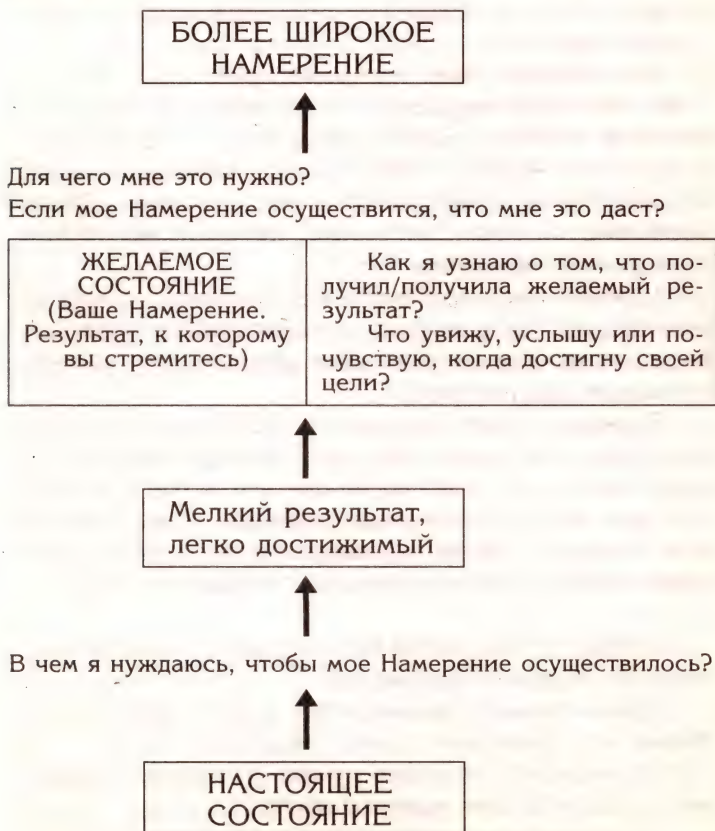 БОЛЕЕ ШИРОКОЕ
НАМЕРЕНИЕ
Для чего мне это нужно?
Если мое Намерение осуществится, что мне это даст?
ЖЕЛАЕМОЕ
СОСТОЯНИЕ
(Ваше Намерение.
Результат, к которому
вы стремитесь)
Как я узнаю о том, что по-
лучил/получила желаемый ре-
зультат?
Что увижу, услышу или по-
чувствую, когда достигну своей
цели?
Мелкий результат,
легко достижимый
В чем я нуждаюсь, чтобы мое Намерение осуществилось?
НАСТОЯЩЕЕ
СОСТОЯНИЕ